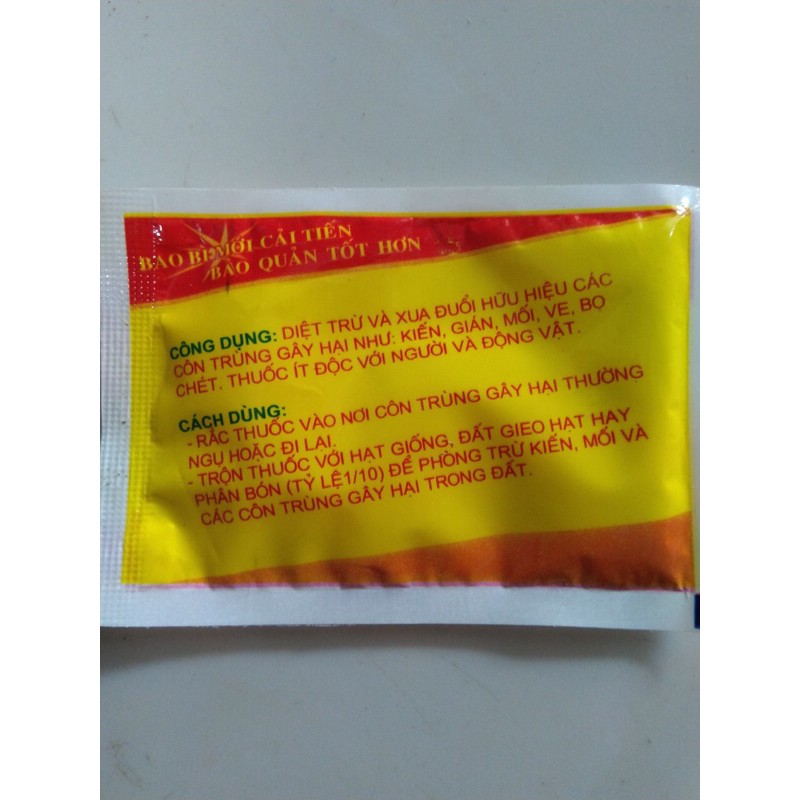 BAO BÌ MỚI CẢI TIẾN
BẢO QUẢN TỐT HƠN
CÔNG DỤNG: DIỆT TRỪ VÀ XUA ĐUỔI HỮU HIỆU CÁC
CÔN TRÙNG GÂY HẠI NHƯ: KIẾN, GIÁN, MỐI, VE, BỌ
CHÉT. THUỐC ÍT ĐỘC VỚI NGƯỜI VÀ ĐỘNG VẬT.
CÁCH DÙNG:
- RẮC THUỐC VÀO NƠI CÔN TRÙNG GÂY HẠI THƯỜNG
NGỤ HOẶC ĐI LẠI.
- TRỘN THUỐC VỚI HẠT GIỐNG, ĐẤT GIEO HẠT HAY
PHÂN BÓN (TỶ LỆ1/10) ĐỂ PHÒNG TRỪ KIẾN, MỐI VÀ
CÁC CÔN TRÙNG GÂY HẠI TRONG ĐẤT.